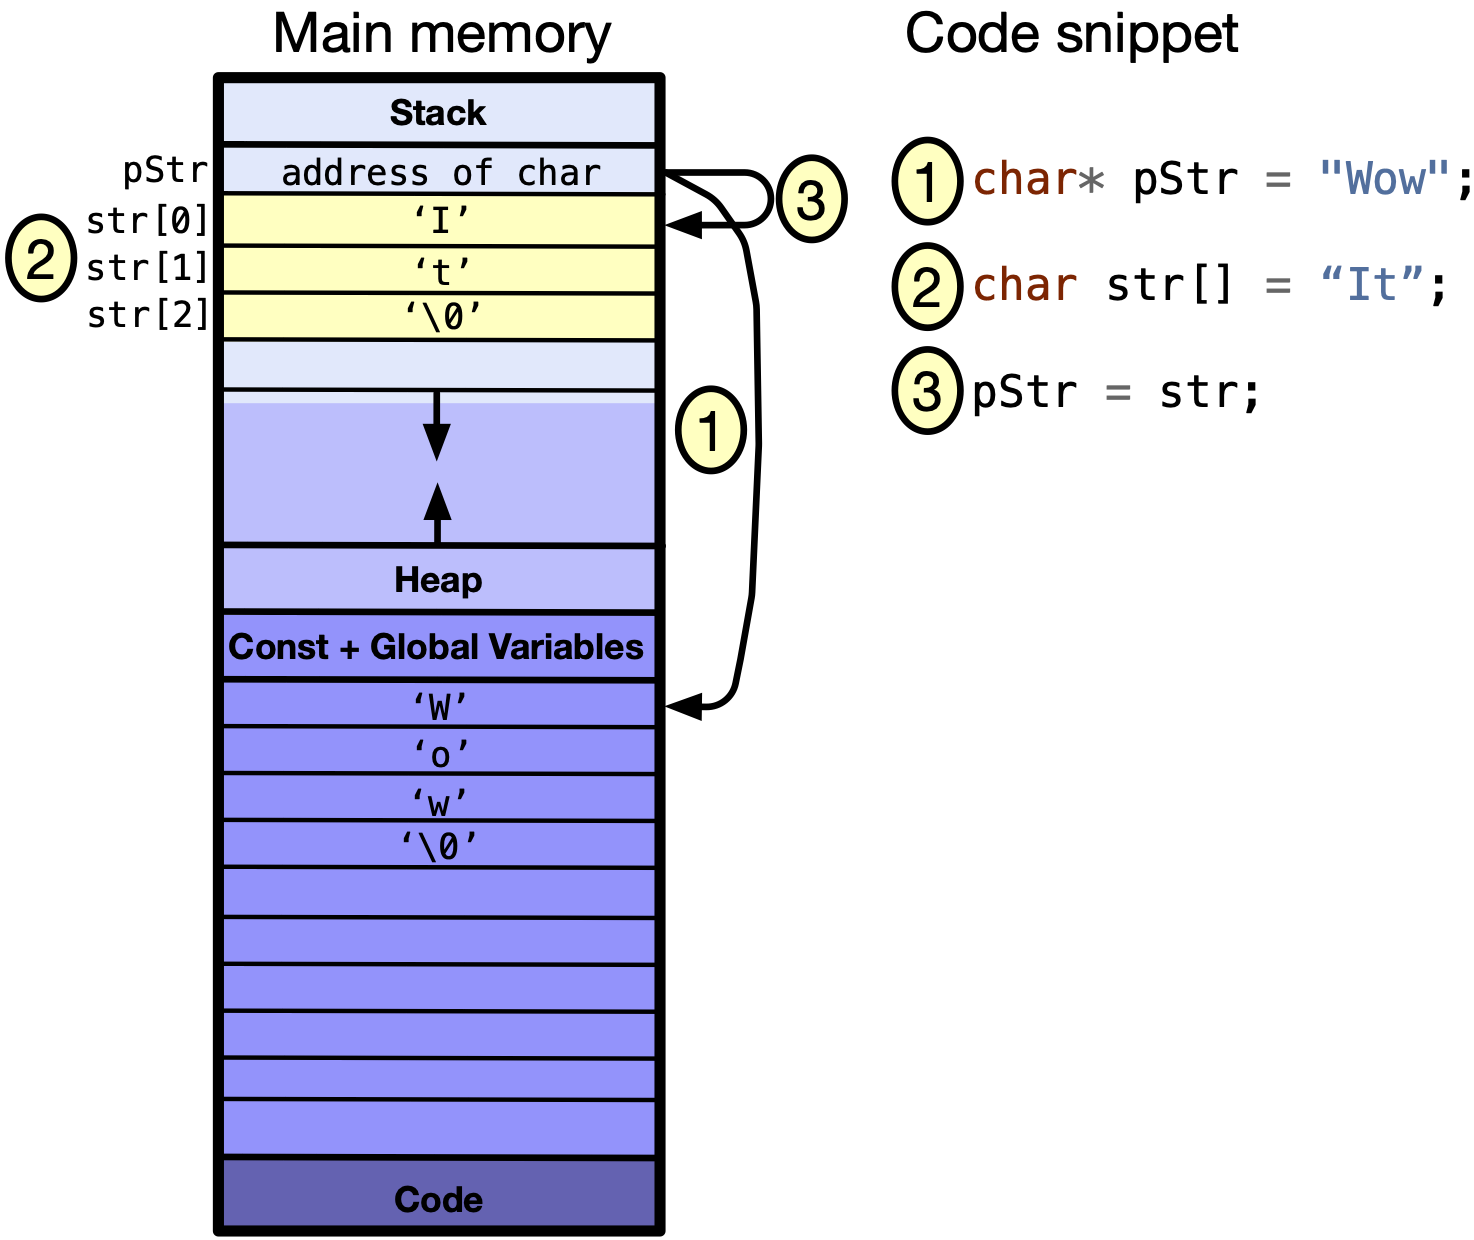 Main memory
Code snippet
Stack
pStr address of char
3
1 char* pStr = "Wow";
2
str[0] ‘I’
str[1] ‘t’
str[2] ‘\0’
2 char str[] = “It”;
3 pStr = str;
1
Heap
Const + Global Variables
‘W’
‘o’
‘w’
‘\0’
Code